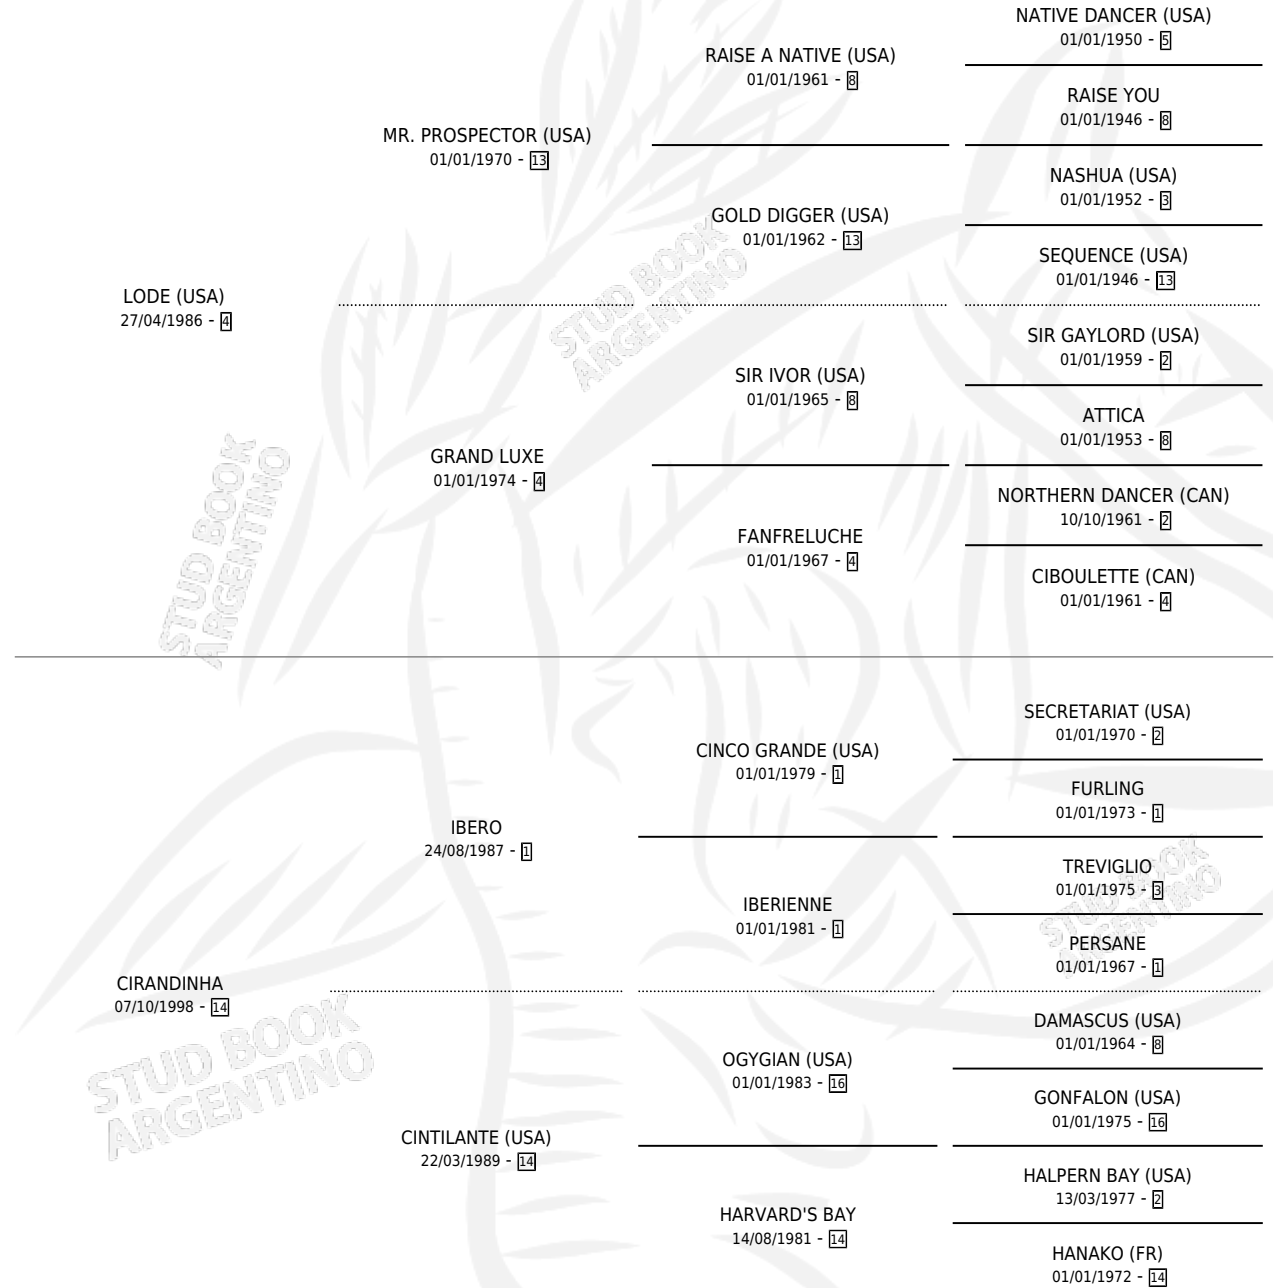 NATIVE DANCER (USA)
01/01/1950 - 5
RAISE A NATIVE (USA)
01/01/1961 - 8
RAISE YOU
01/01/1946 - 8
MR. PROSPECTOR (USA)
01/01/1970 - 13
NASHUA (USA)
01/01/1952 - 3
GOLD DIGGER (USA)
01/01/1962 - 13
SEQUENCE (USA)
01/01/1946 - 13
LODE (USA)
27/04/1986 - 4
STUD BOOK
ARGENTINO
SIR GAYLORD (USA)
01/01/1959 - 2
SIR IVOR (USA)
01/01/1965 - 8
ATTICA
01/01/1953 - 8
GRAND LUXE
01/01/1974 - 4
STUD BOOK
ARGENTINO
NORTHERN DANCER (CAN)
10/10/1961 - 2
FANFRELUCHE
01/01/1967 - 4
CIBOULETTE (CAN)
01/01/1961 - 4
SECRETARIAT (USA)
01/01/1970 - 2
CINCO GRANDE (USA)
01/01/1979 - 1
FURLING
01/01/1973 - 1
IBERO
24/08/1987 - 1
TREVIGLIO
01/01/1975 - 3
STUD BOOK
ARGENTINO
IBERIENNE
01/01/1981 - 1
PERSANE
01/01/1967 - 1
CIRANDINHA
07/10/1998 - 14
STUD BOOK
ARGENTINO
DAMASCUS (USA)
01/01/1964 - 8
OGYGIAN (USA)
01/01/1983 - 16
GONFALON (USA)
01/01/1975 - 16
CINTILANTE (USA)
22/03/1989 - 14
HALPERN BAY (USA)
13/03/1977 - 2
HARVARD'S BAY
14/08/1981 - 14
HANAKO (FR)
01/01/1972 - 14